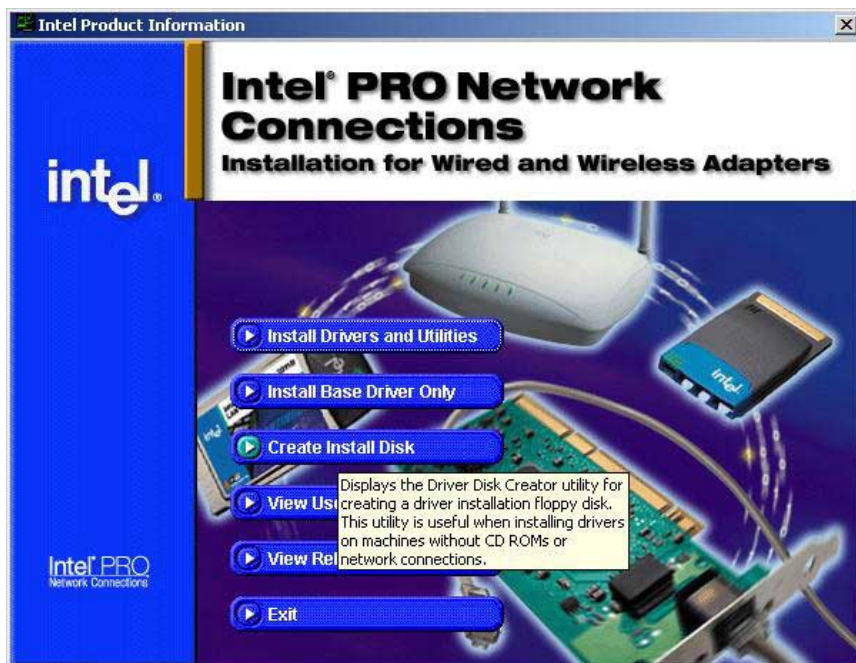 Intel Product Information
Intel® PRO Network
Connections
Installation for Wired and Wireless Adapters
intel®
Install Drivers and Utilities
Install Base Driver Only
Create Install Disk
Displays the Driver Disk Creator utility for
creating a driver installation floppy disk.
This utility is useful when installing drivers
on machines without CD ROMs or
network connections.
View
View
Exit
Intel® PRO
Network Connections
intel